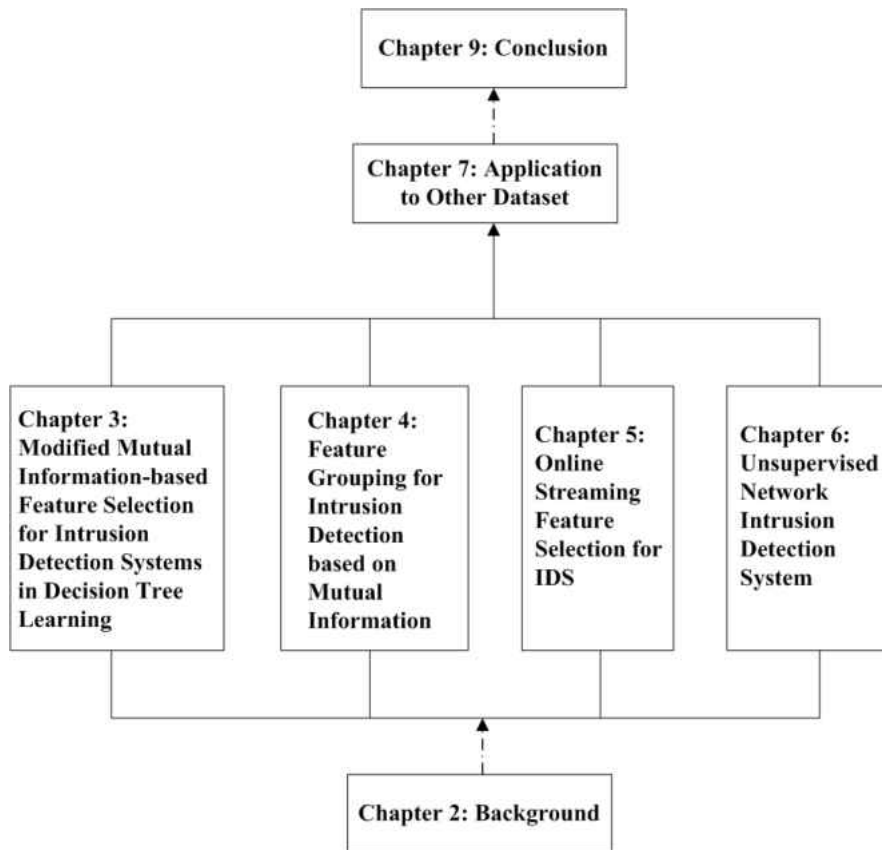 Chapter 9: Conclusion
Chapter 7: Application
to Other Dataset
Chapter 3:
Modified Mutual
Information-based
Feature Selection
for Intrusion
Detection Systems
in Decision Tree
Learning
Chapter 4:
Feature
Grouping for
Intrusion
Detection
based on
Mutual
Information
Chapter 5:
Online
Streaming
Feature
Selection for
IDS
Chapter 6:
Unsupervised
Network
Intrusion
Detection
System
Chapter 2: Background